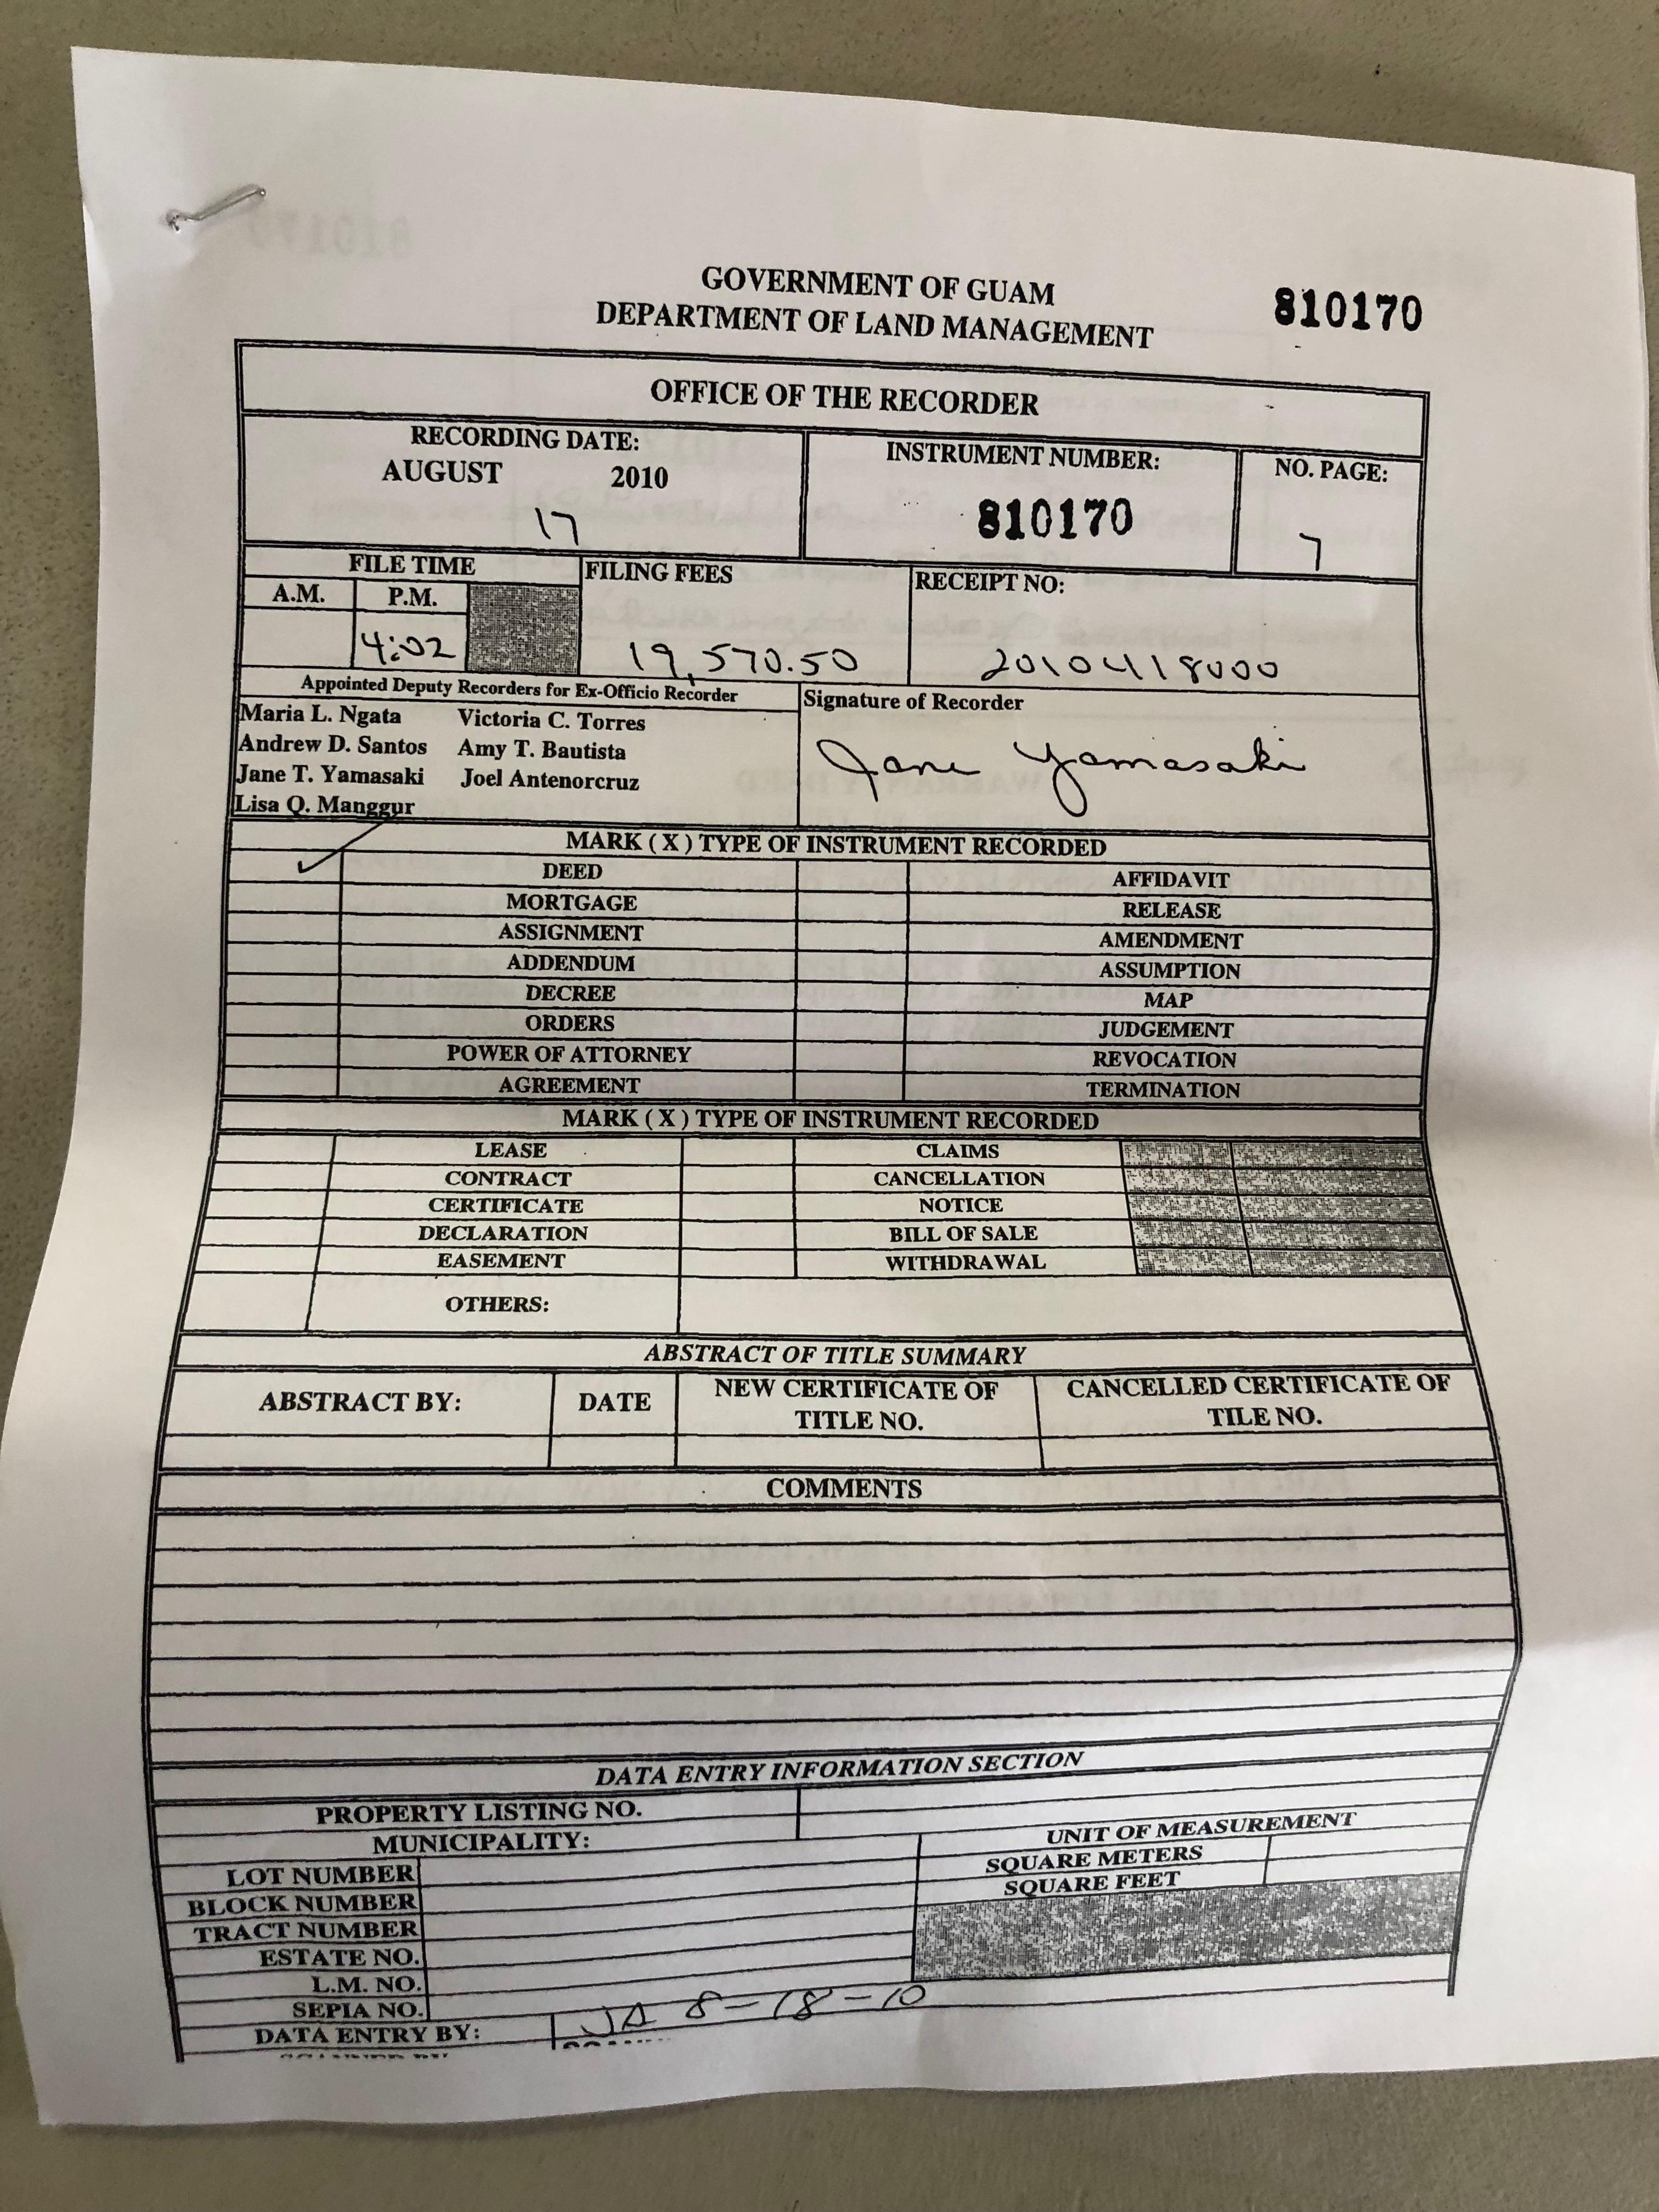 GOVERNMENT OF GUAM
DEPARTMENT OF LAND MANAGEMENT
810170
OFFICE OF THE RECORDER
RECORDING DATE:
AUGUST 2010
17
INSTRUMENT NUMBER:
810170
NO. PAGE:
7
FILE TIME
A.M. P.M.
4:02
FILING FEES
19,570.50
RECEIPT NO:
20104118000
Appointed Deputy Recorders for Ex-Officio Recorder
Maria L. Ngata Victoria C. Torres
Andrew D. Santos Amy T. Bautista
Jane T. Yamasaki Joel Antenorcruz
Lisa Q. Manggur
Signature of Recorder
Jane Yamasaki
MARK ( X ) TYPE OF INSTRUMENT RECORDED
DEED AFFIDAVIT
MORTGAGE RELEASE
ASSIGNMENT AMENDMENT
ADDENDUM ASSUMPTION
DECREE MAP
ORDERS JUDGEMENT
POWER OF ATTORNEY REVOCATION
AGREEMENT TERMINATION
MARK ( X ) TYPE OF INSTRUMENT RECORDED
LEASE CLAIMS
CONTRACT CANCELLATION
CERTIFICATE NOTICE
DECLARATION BILL OF SALE
EASEMENT WITHDRAWAL
OTHERS:
ABSTRACT OF TITLE SUMMARY
ABSTRACT BY: DATE NEW CERTIFICATE OF TITLE NO. CANCELLED CERTIFICATE OF TILE NO.
COMMENTS
DATA ENTRY INFORMATION SECTION
PROPERTY LISTING NO.
MUNICIPALITY:
UNIT OF MEASUREMENT
LOT NUMBER SQUARE METERS
BLOCK NUMBER SQUARE FEET
TRACT NUMBER
ESTATE NO.
L.M. NO.
SEPIA NO.
DATA ENTRY BY: JA 8-18-10